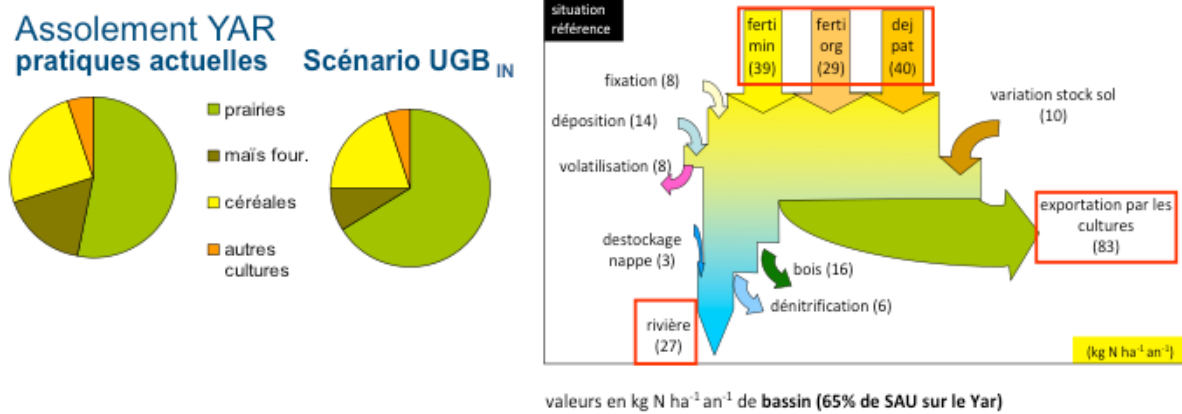 Assolement YAR
pratiques actuelles
Scénario UGB IN
prairies
maïs four.
céréales
autres
cultures
situation
référence
ferti
min
(39)
ferti
org
(29)
dej
pat
(40)
fixation (8)
déposition (14)
volatilisation (8)
variation stock sol
(10)
exportation par les
cultures
(83)
destockage
nappe (3)
bois (16)
dénitrification (6)
rivière
(27)
(kg N ha⁻¹ an⁻¹)
valeurs en kg N ha⁻¹ an⁻¹ de bassin (65% de SAU sur le Yar)